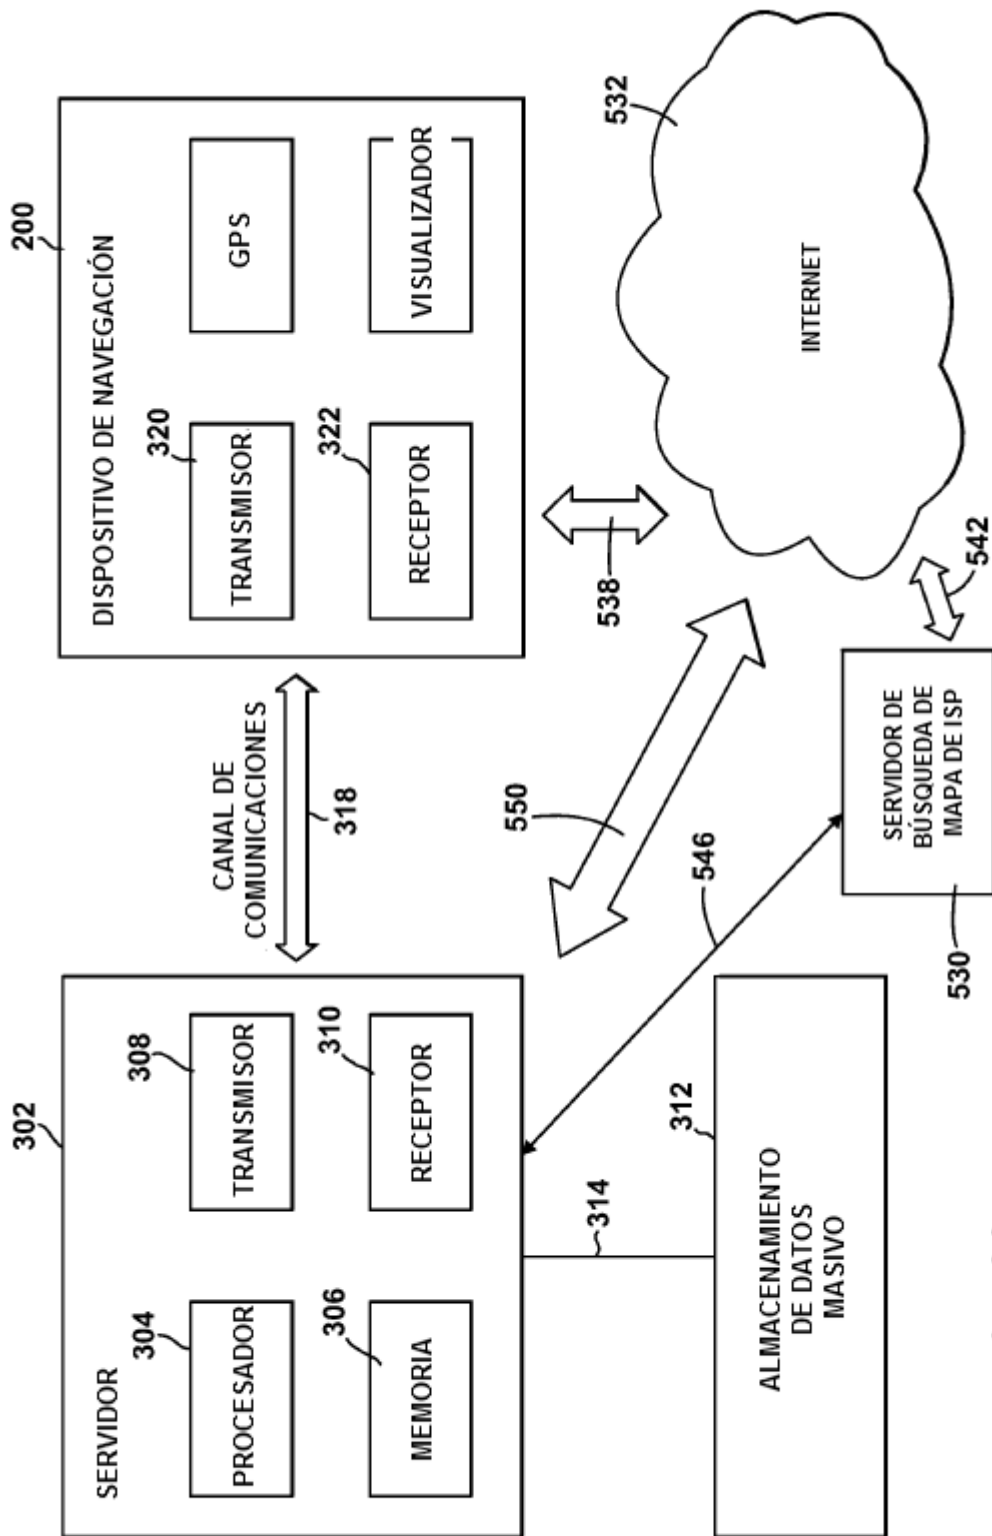 302
SERVIDOR
304
PROCESADOR
308
TRANSMISOR
306
MEMORIA
310
RECEPTOR
CANAL DE
COMUNICACIONES
318
200
DISPOSITIVO DE NAVEGACIÓN
320
TRANSMISOR
GPS
322
RECEPTOR
VISUALIZADOR
314
312
ALMACENAMIENTO
DE DATOS
MASIVO
546
550
538
532
INTERNET
542
530
SERVIDOR DE
BÚSQUEDA DE
MAPA DE ISP